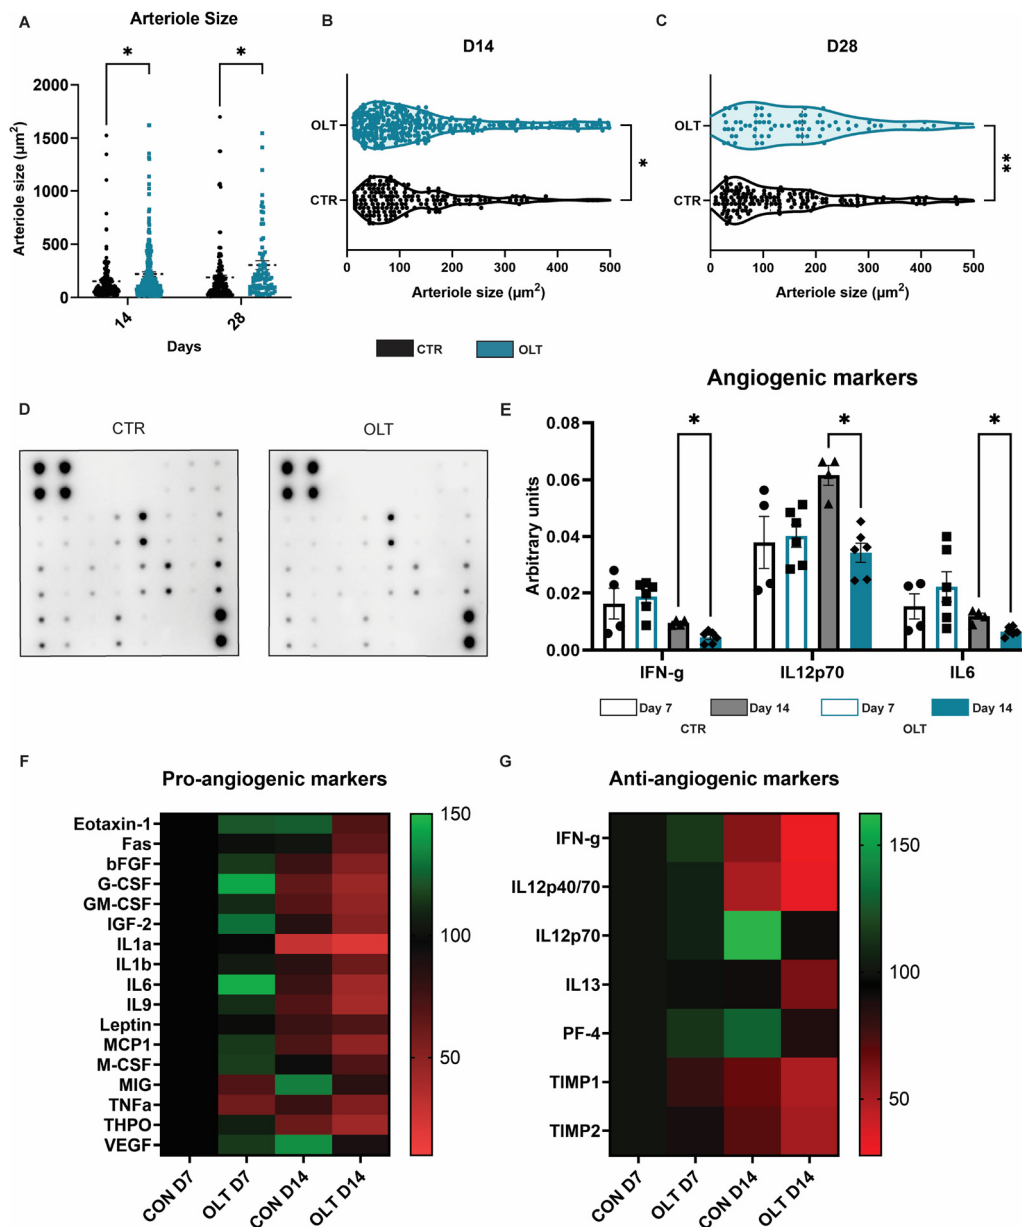 A
Arteriole Size
*
*
2000
1500
1000
500
0
Arteriole size (µm²)
14
28
Days
B
D14
OLT
CTR
*
0
100
200
300
400
500
Arteriole size (µm²)
C
D28
OLT
CTR
**
0
100
200
300
400
500
Arteriole size (µm²)
CTR
OLT
D
CTR
OLT
E
Angiogenic markers
*
*
*
0.08
0.06
0.04
0.02
0.00
Arbitrary units
IFN-g
IL12p70
IL6
Day 7
Day 14
Day 7
Day 14
CTR
OLT
F
Pro-angiogenic markers
Eotaxin-1
Fas
bFGF
G-CSF
GM-CSF
IGF-2
IL1a
IL1b
IL6
IL9
Leptin
MCP1
M-CSF
MIG
TNFa
THPO
VEGF
CON D7
OLT D7
CON D14
OLT D14
150
100
50
G
Anti-angiogenic markers
IFN-g
IL12p40/70
IL12p70
IL13
PF-4
TIMP1
TIMP2
CON D7
OLT D7
CON D14
OLT D14
150
100
50